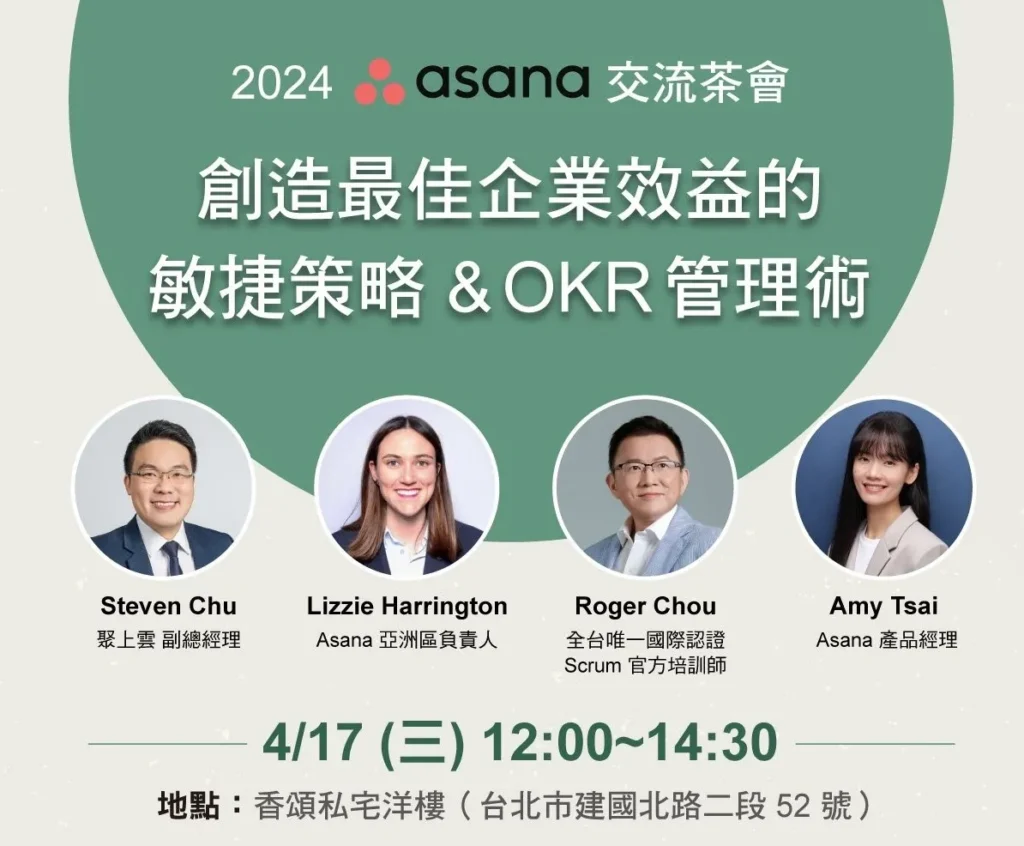 2024 asana 交流茶會
創造最佳企業效益的
敏捷策略 & OKR 管理術
Steven Chu
聚上雲 副總經理
Lizzie Harrington
Asana 亞洲區負責人
Roger Chou
全台唯一國際認證
Scrum 官方培訓師
Amy Tsai
Asana 產品經理
4/17 (三) 12:00~14:30
地點：香頌私宅洋樓（台北市建國北路二段 52 號）